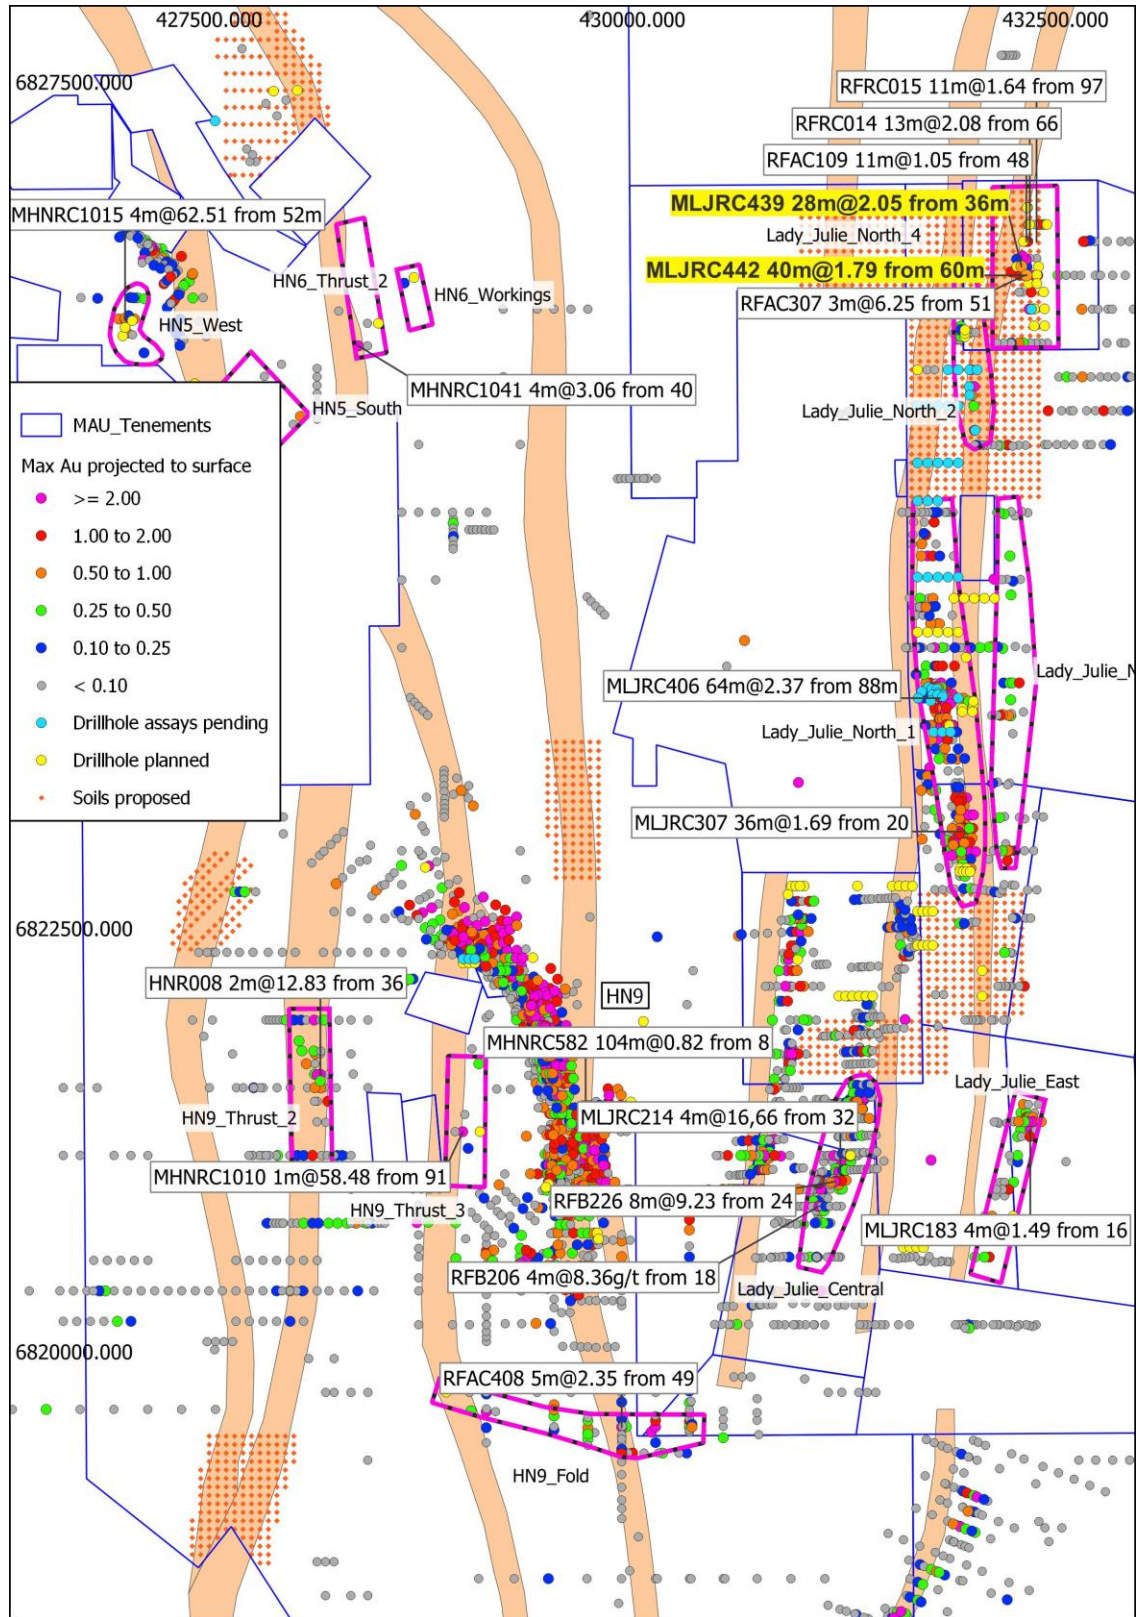 427500.000
430000.000
432500.000
6827500.000
RFRC015 11m@1.64 from 97
RFRC014 13m@2.08 from 66
RFAC109 11m@1.05 from 48
MLJRC439 28m@2.05 from 36m
MHNRC1015 4m@62.51 from 52m
Lady_Julie_North_4
MLJRC442 40m@1.79 from 60m
HN6_Thrust_2
HN6_Workings
RFAC307 3m@6.25 from 51
HN5_West
MHNRC1041 4m@3.06 from 40
HN5_South
Lady_Julie_North_2
MAU_Tenements
Max Au projected to surface
>= 2.00
1.00 to 2.00
0.50 to 1.00
0.25 to 0.50
0.10 to 0.25
< 0.10
Drillhole assays pending
Drillhole planned
Soils proposed
Lady_Julie_N
MLJRC406 64m@2.37 from 88m
Lady_Julie_North_1
MLJRC307 36m@1.69 from 20
6822500.000
HNR008 2m@12.83 from 36
HN9
MHNRC582 104m@0.82 from 8
Lady_Julie_East
HN9_Thrust_2
MLJRC214 4m@16,66 from 32
MHNRC1010 1m@58.48 from 91
HN9_Thrust_3
RFB226 8m@9.23 from 24
MLJRC183 4m@1.49 from 16
RFB206 4m@8.36g/t from 18
Lady_Julie_Central
6820000.000
RFAC408 5m@2.35 from 49
HN9_Fold